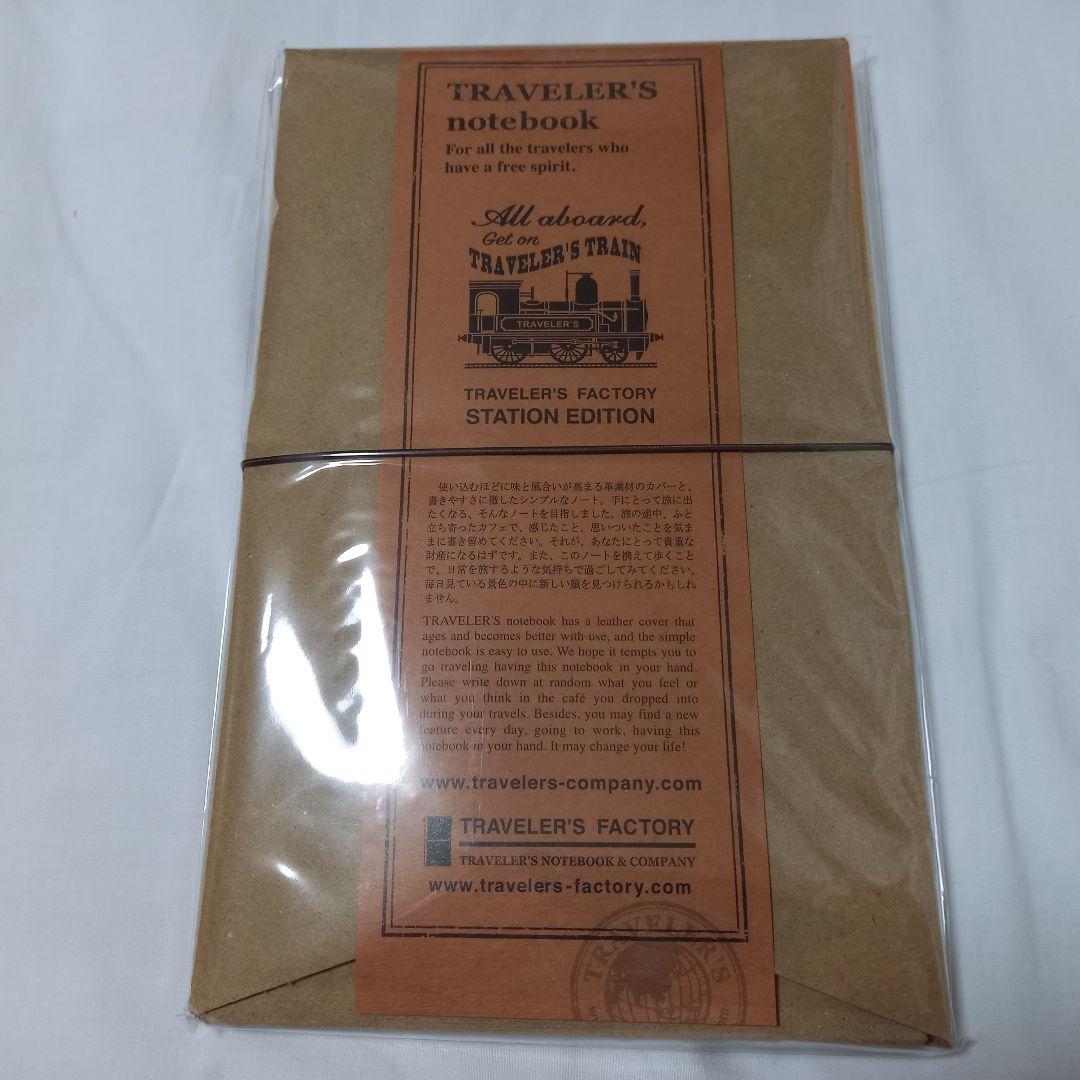 TRAVELER'S
notebook
For all the travelers who
have a free spirit.
All aboard,
Get on
TRAVELER'S TRAIN
TRAVELER'S
TRAVELER'S FACTORY
STATION EDITION
使い込むほどに味と風合いが高まる革素材のカバーと、
書きやすさに徹したシンプルなノート。手にとって旅に出
たくなる、そんなノートを目指しました。旅の途中、ふと
立ち寄ったカフェで、感じたこと、思いついたことを気ま
まに書き留めてください。それが、あなたにとって貴重な
財産になるはずです。また、このノートを携えて歩くこと
で、日常を旅するような気持ちで過ごしてみてください。
毎日見ている景色の中に新しい顔を見つけられるかもしれ
ません。
TRAVELER'S notebook has a leather cover that
ages and becomes better with use, and the simple
notebook is easy to use. We hope it tempts you to
go traveling having this notebook in your hand.
Please write down at random what you feel or
what you think in the café you dropped into
during your travels. Besides, you may find a new
feature every day, going to work, having this
notebook in your hand. It may change your life!
www.travelers-company.com
TRAVELER'S FACTORY
TRAVELER'S NOTEBOOK & COMPANY
www.travelers-factory.com
TRAVELER'S